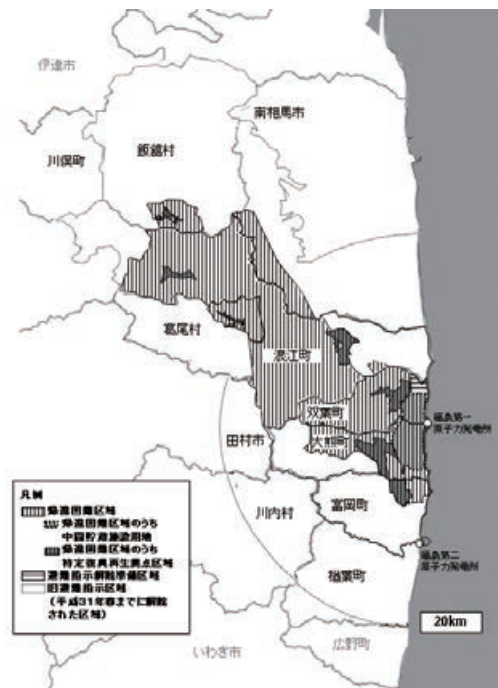 伊達市
南相馬市
飯舘村
川俣町
葛尾村
浪江町
双葉町
大熊町
福島第一
原子力発電所
田村市
富岡町
川内村
福島第二
原子力発電所
楢葉町
20km
いわき市
広野町
凡例
帰還困難区域
帰還困難区域のうち
中間貯蔵施設用地
帰還困難区域のうち
特定復興再生拠点区域
避難指示解除準備区域
旧避難指示区域
(平成31年春までに解除
された区域)